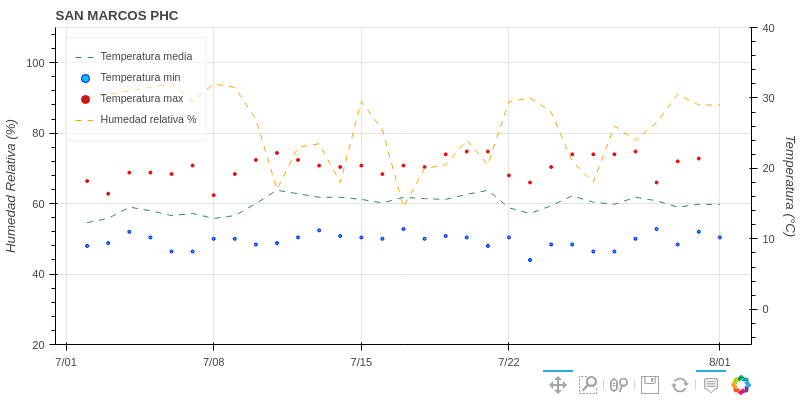 SAN MARCOS PHC
Temperatura media
Temperatura min
Temperatura max
Humedad relativa %
Humedad Relativa (%)
100
80
60
40
20
40
30
20
10
0
Temperatura (°C)
7/01 7/08 7/15 7/22 8/01